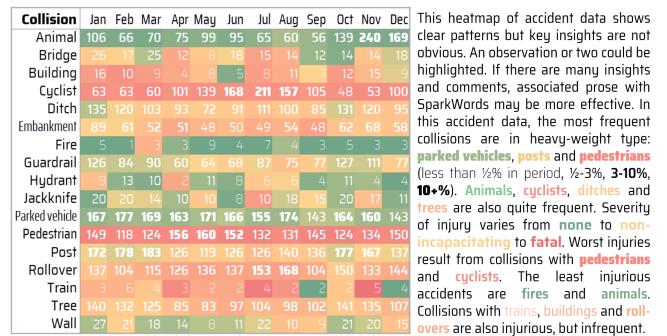 Collision Jan Feb Mar Apr May Jun Jul Aug Sep Oct Nov Dec
Animal 106 66 70 75 99 95 65 60 56 139 240 169
Bridge 26 17 25 12 8 18 15 14 12 14 14 18
Building 16 10 9 4 8 5 8 11 12 15 9
Cyclist 63 63 60 101 139 168 211 157 105 48 53 100
Ditch 135 120 103 93 72 91 111 100 85 131 120 95
Embankment 89 61 52 51 48 50 49 54 48 62 68 58
Fire 5 1 3 3 9 4 7 4 3 5 3 3
Guardrail 126 84 90 60 64 68 87 75 77 127 111 77
Hydrant 9 13 10 2 11 8 6 6 4 11 4 4
Jackknife 20 20 14 10 10 8 10 18 15 20 17 11
Parked vehicle 167 177 169 163 171 166 155 174 143 164 160 143
Pedestrian 149 118 124 156 160 152 132 131 145 124 134 150
Post 172 178 183 126 119 126 126 120 136 177 167 137
Rollover 137 104 115 126 136 137 153 168 104 150 133 144
Train 3 6 4 3 2 2 4 2 2 2 5 4
Tree 140 132 125 85 83 97 104 98 102 141 135 107
Wall 27 21 18 14 8 11 22 10 9 21 20 15
This heatmap of accident data shows
clear patterns but key insights are not
obvious. An observation or two could be
highlighted. If there are many insights
and comments, associated prose with
SparkWords may be more effective. In
this accident data, the most frequent
collisions are in heavy-weight type:
parked vehicles, posts and pedestrians
(less than ½% in period, ½-3%, 3-10%,
10+%). Animals, cyclists, ditches and
trees are also quite frequent. Severity
of injury varies from none to non-
incapacitating to fatal. Worst injuries
result from collisions with pedestrians
and cyclists. The least injurious
accidents are fires and animals.
Collisions with trains, buildings and roll-
overs are also injurious, but infrequent.